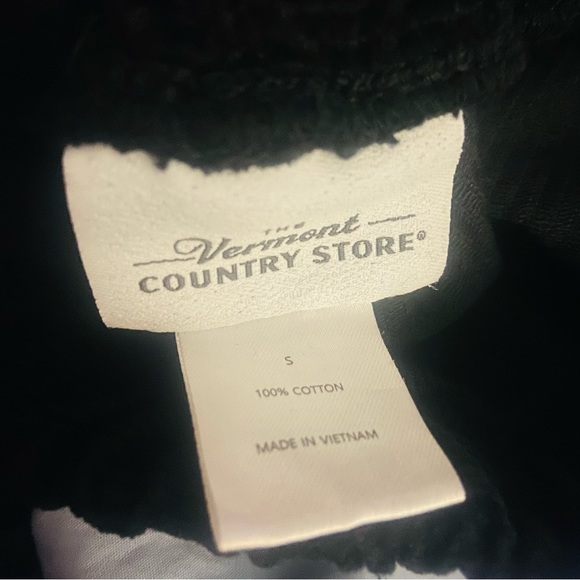 THE
Vermont
COUNTRY STORE®
S
100% COTTON
MADE IN VIETNAM